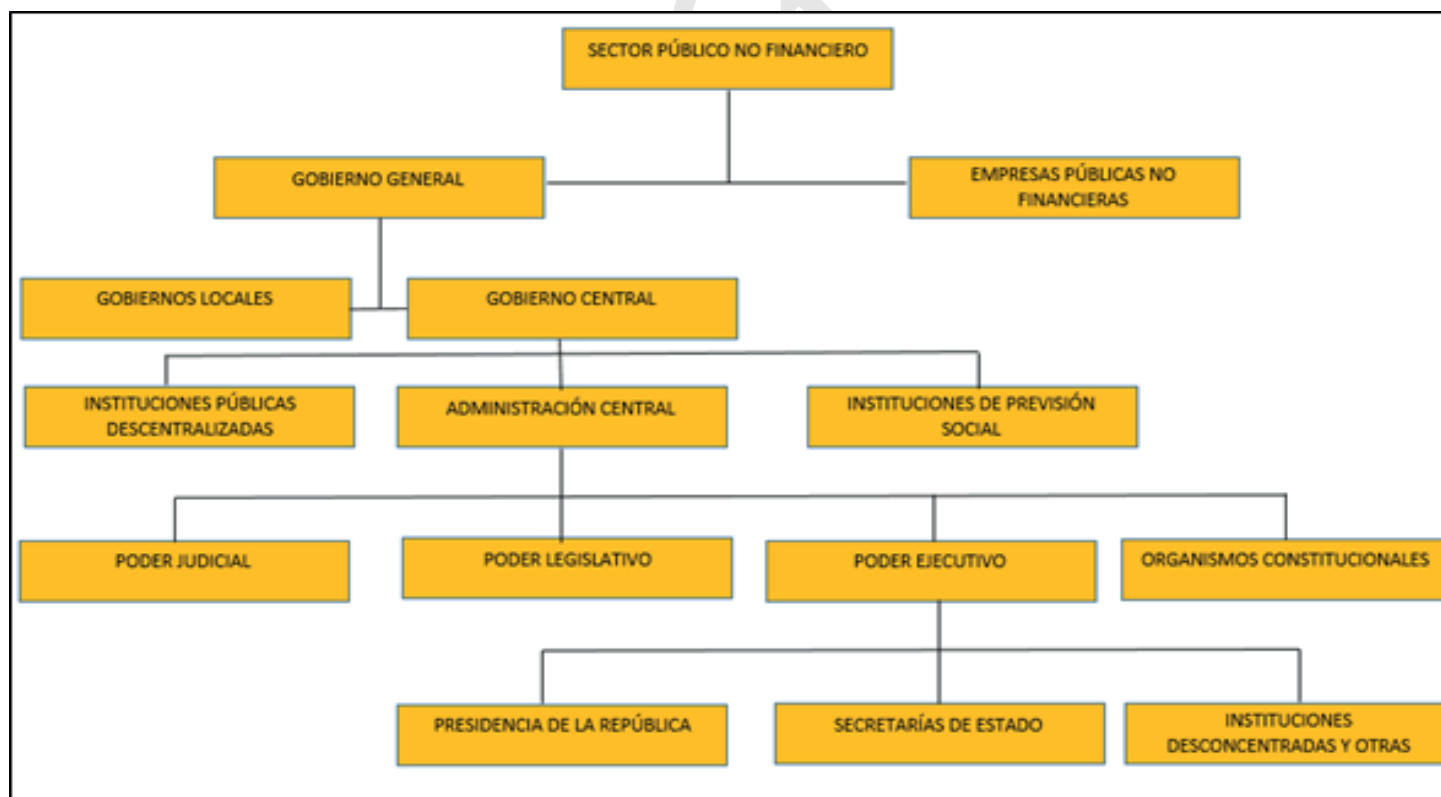 SECTOR PÚBLICO NO FINANCIERO
GOBIERNO GENERAL
EMPRESAS PÚBLICAS NO
FINANCIERAS
GOBIERNOS LOCALES
GOBIERNO CENTRAL
INSTITUCIONES PÚBLICAS
DESCENTRALIZADAS
ADMINISTRACIÓN CENTRAL
INSTITUCIONES DE PREVISIÓN
SOCIAL
PODER JUDICIAL
PODER LEGISLATIVO
PODER EJECUTIVO
ORGANISMOS CONSTITUCIONALES
PRESIDENCIA DE LA REPÚBLICA
SECRETARÍAS DE ESTADO
INSTITUCIONES
DESCONCENTRADAS Y OTRAS